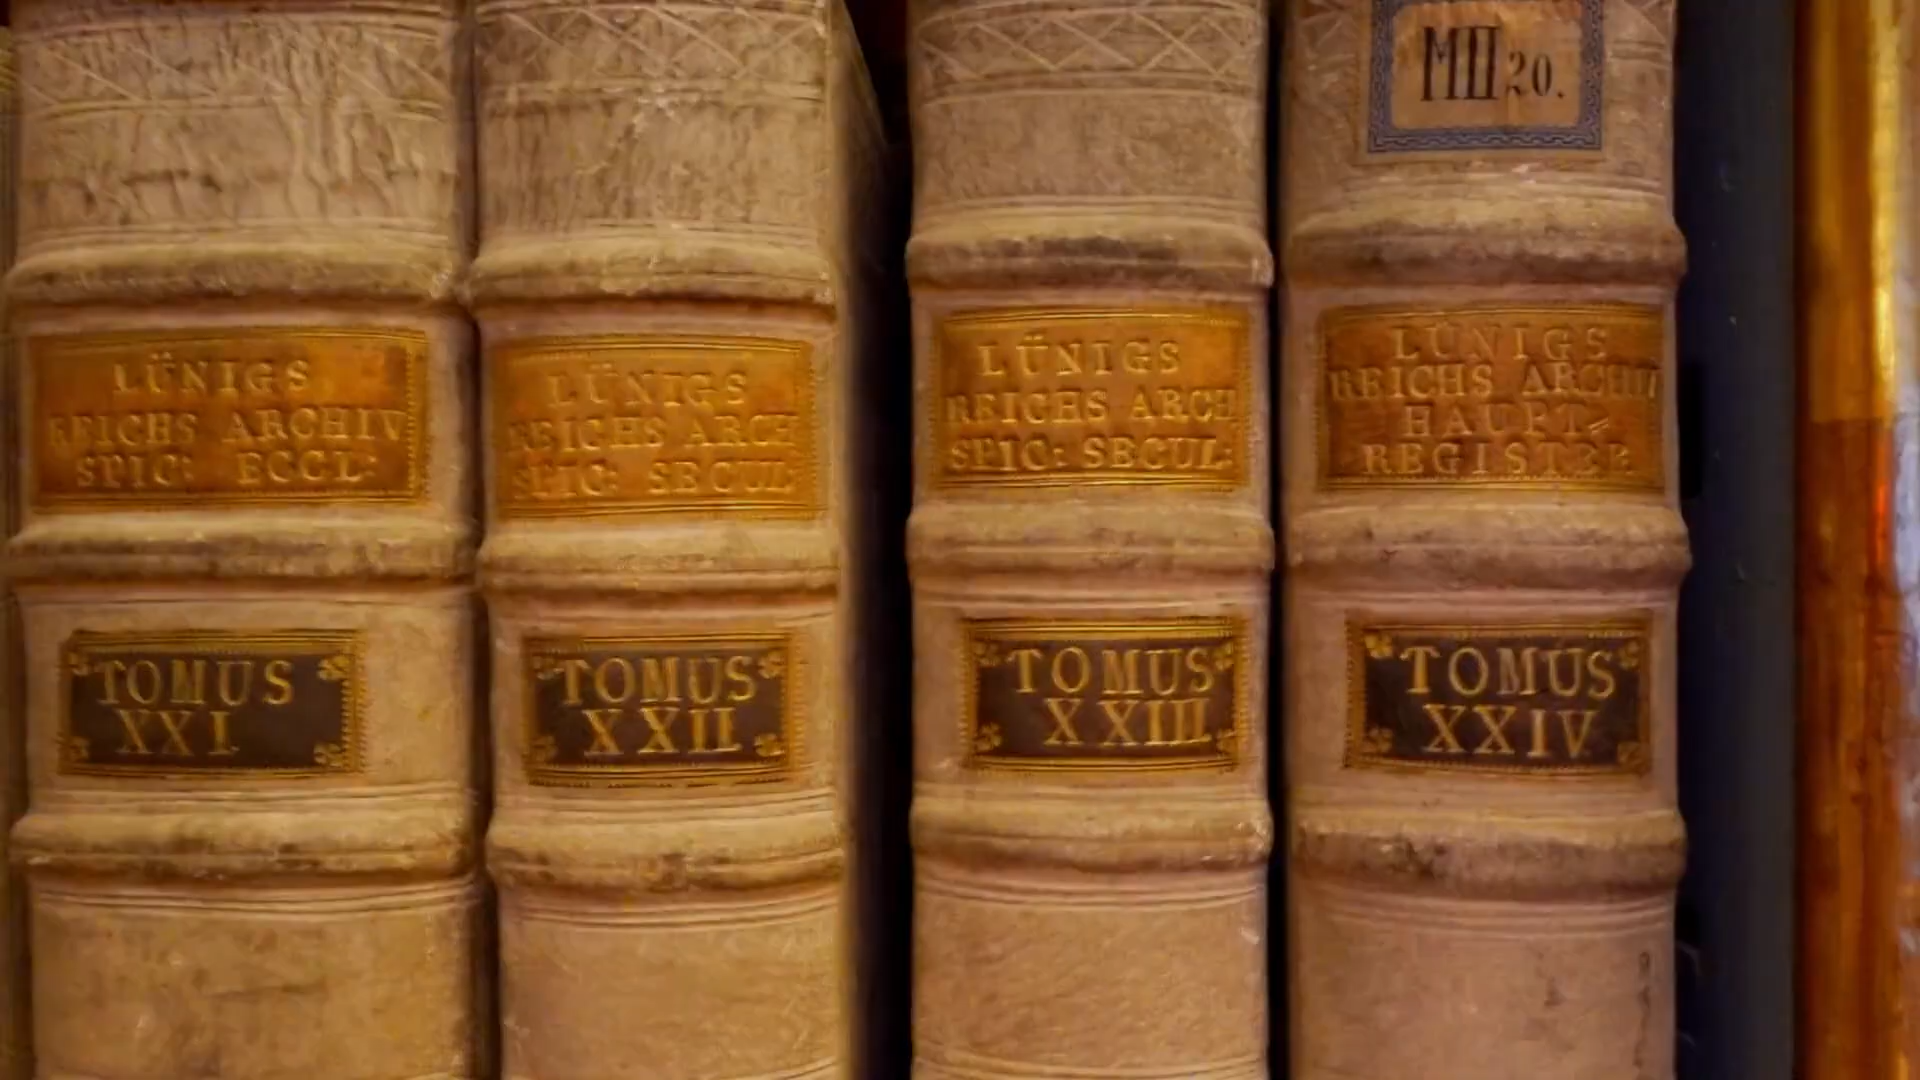 LÜNIGS
REICHS ARCHIV
SPIC: ECCL:
TOMUS
XXI.
LÜNIGS
REICHS ARCH
SPIC: SECUL:
TOMUS
XXII.
LÜNIGS
REICHS ARCH
SPIC: SECUL:
TOMUS
XXIII.
MIII 20.
LÜNIGS
REICHS ARCHIV
HAUPT=
REGISTER
TOMUS
XXIV